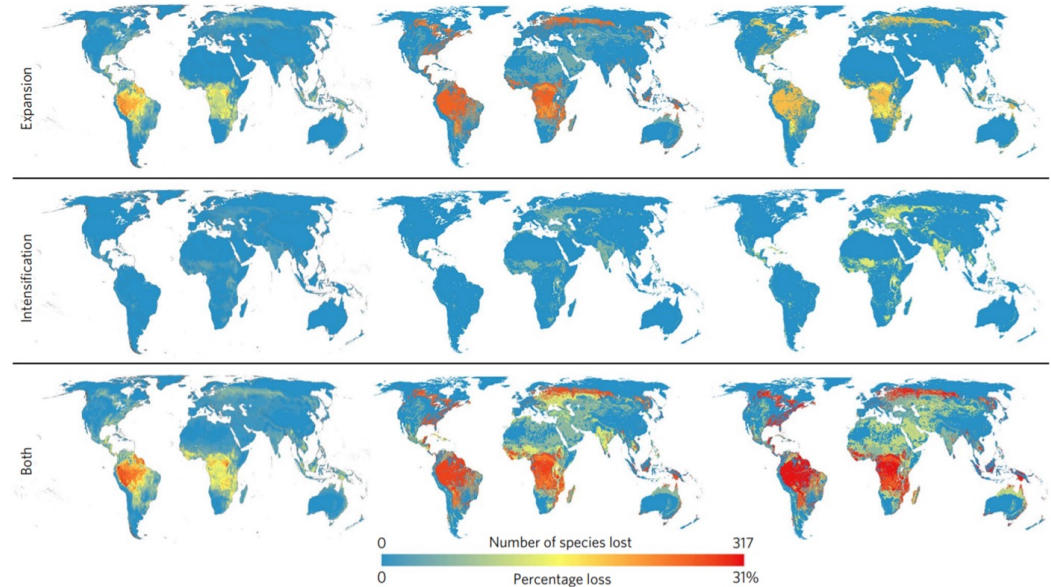 Expansion
Intensification
Both
0 Number of species lost 317
0 Percentage loss 31%